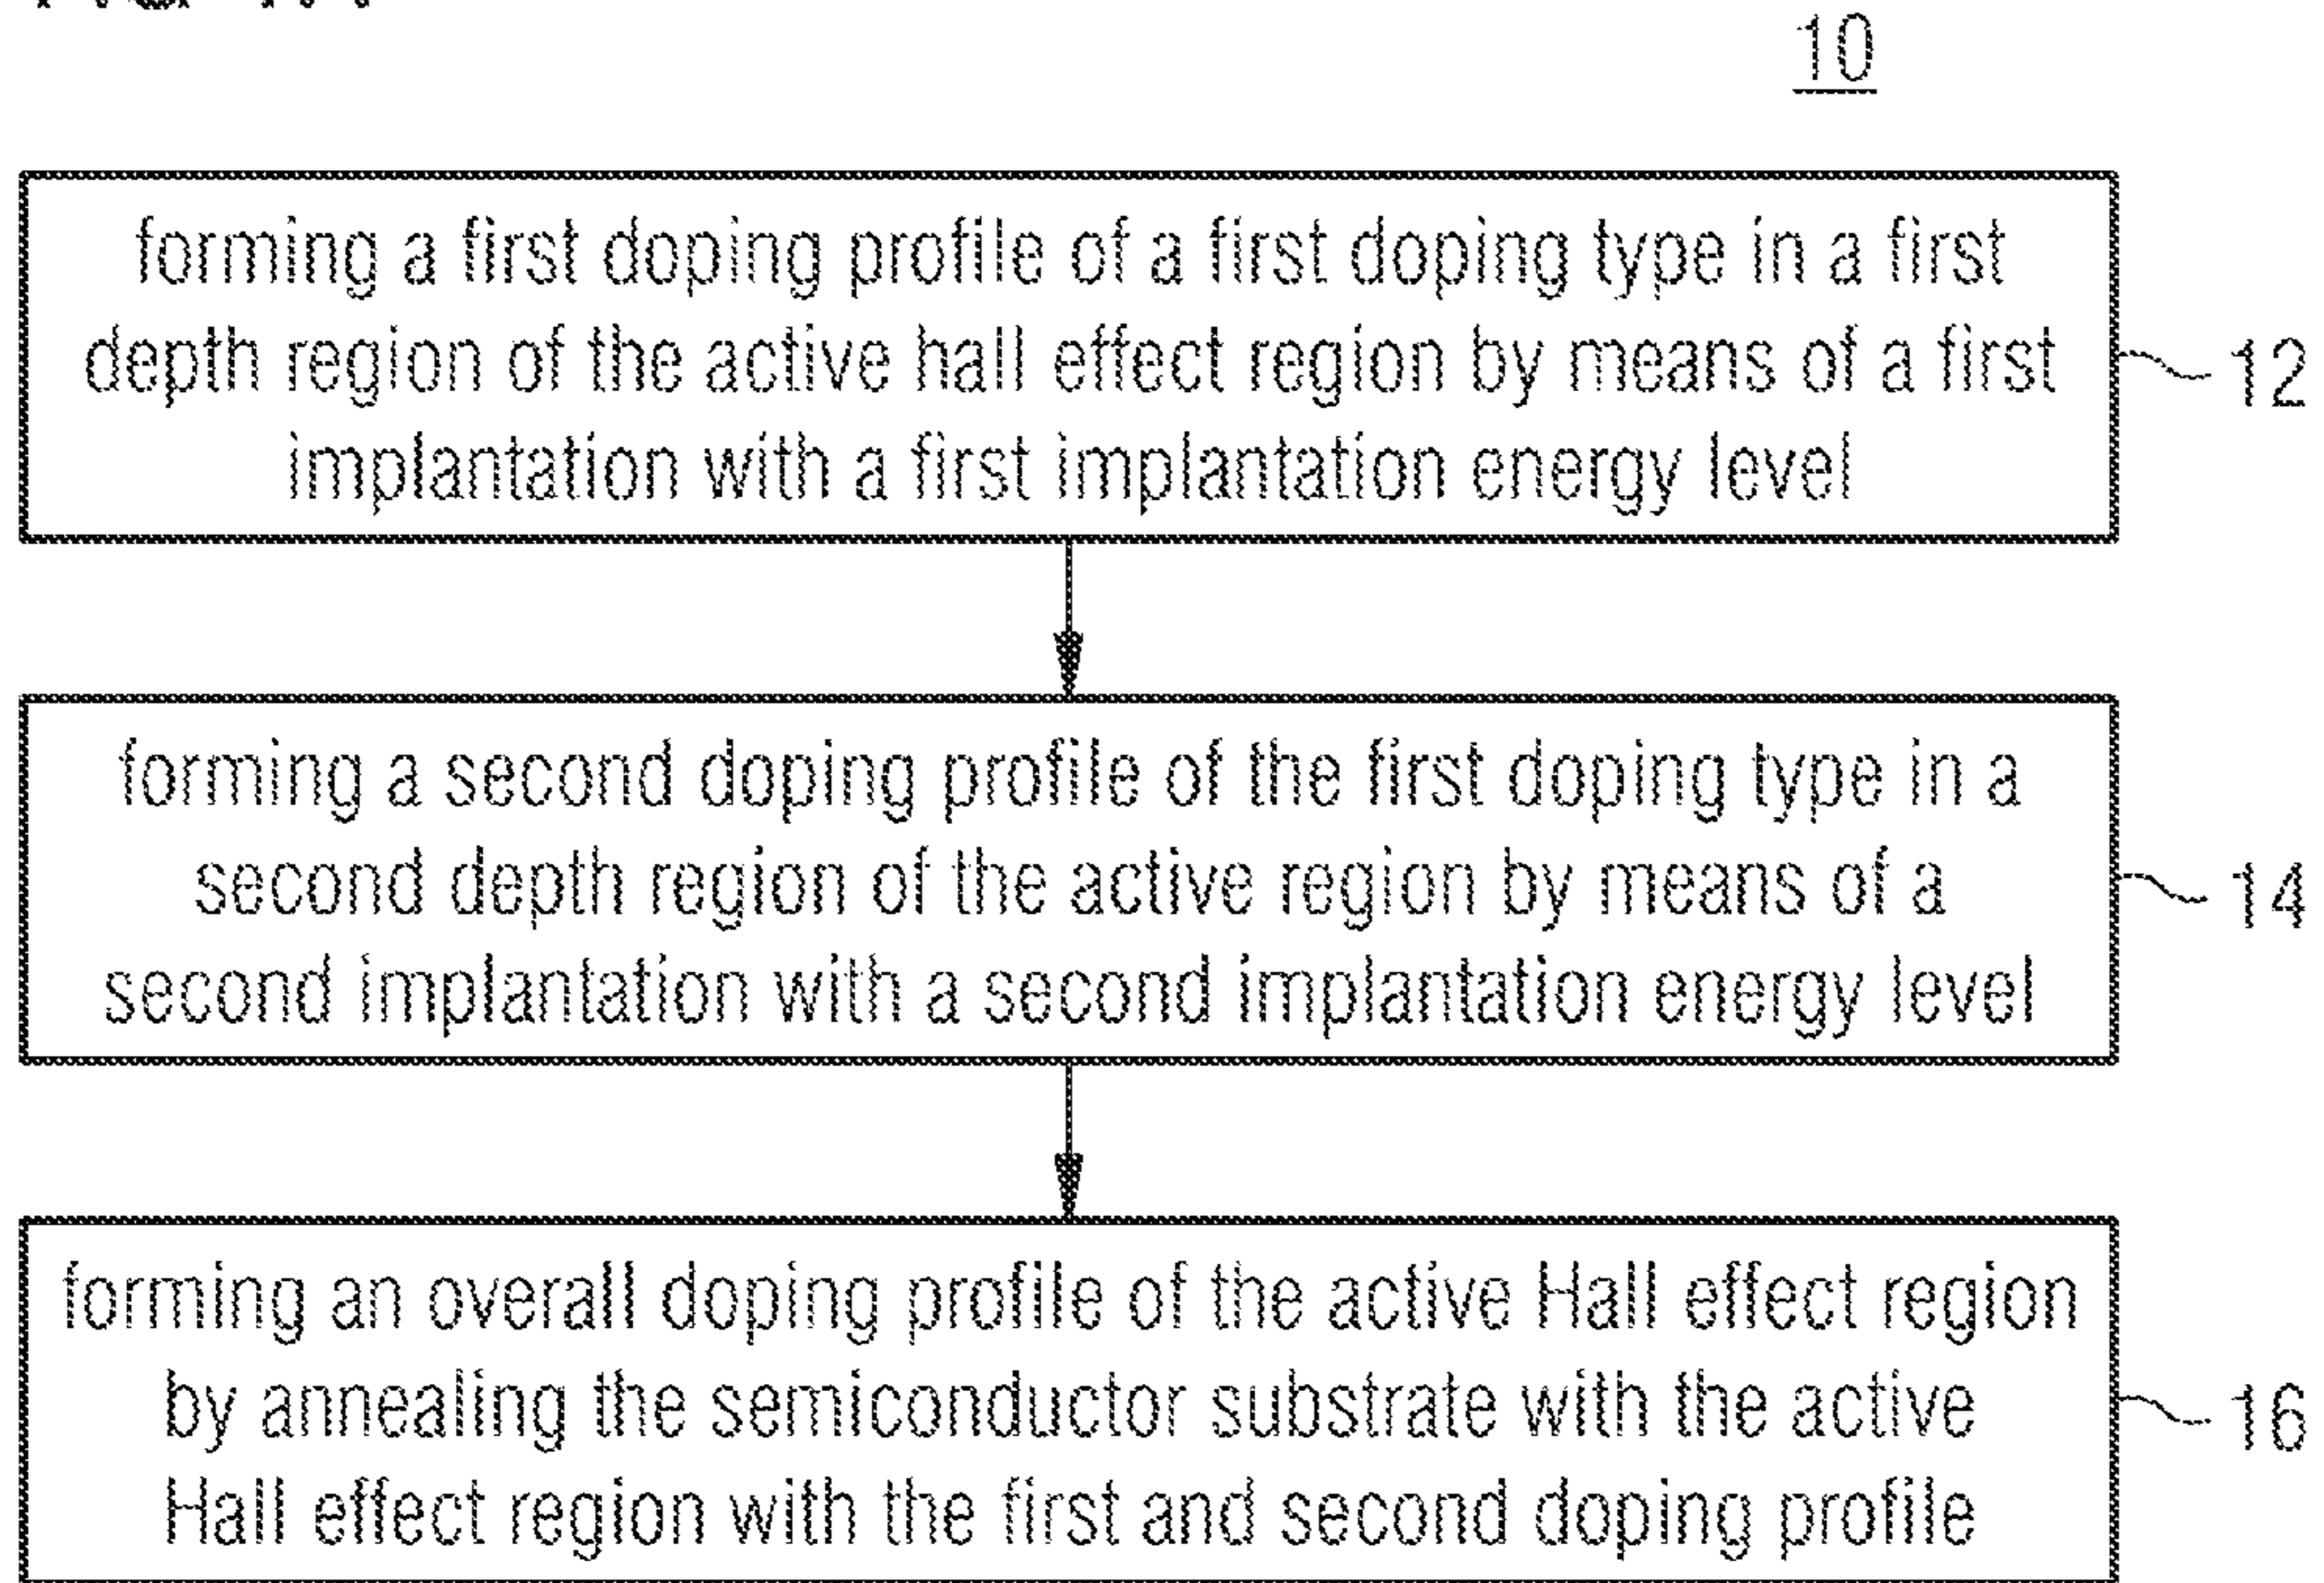 10
forming a first doping profile of a first doping type in a first
depth region of the active hall effect region by means of a first
implantation with a first implantation energy level
12
forming a second doping profile of the first doping type in a
second depth region of the active region by means of a
second implantation with a second implantation energy level
14
forming an overall doping profile of the active Hall effect region
by annealing the semiconductor substrate with the active
Hall effect region with the first and second doping profile
16